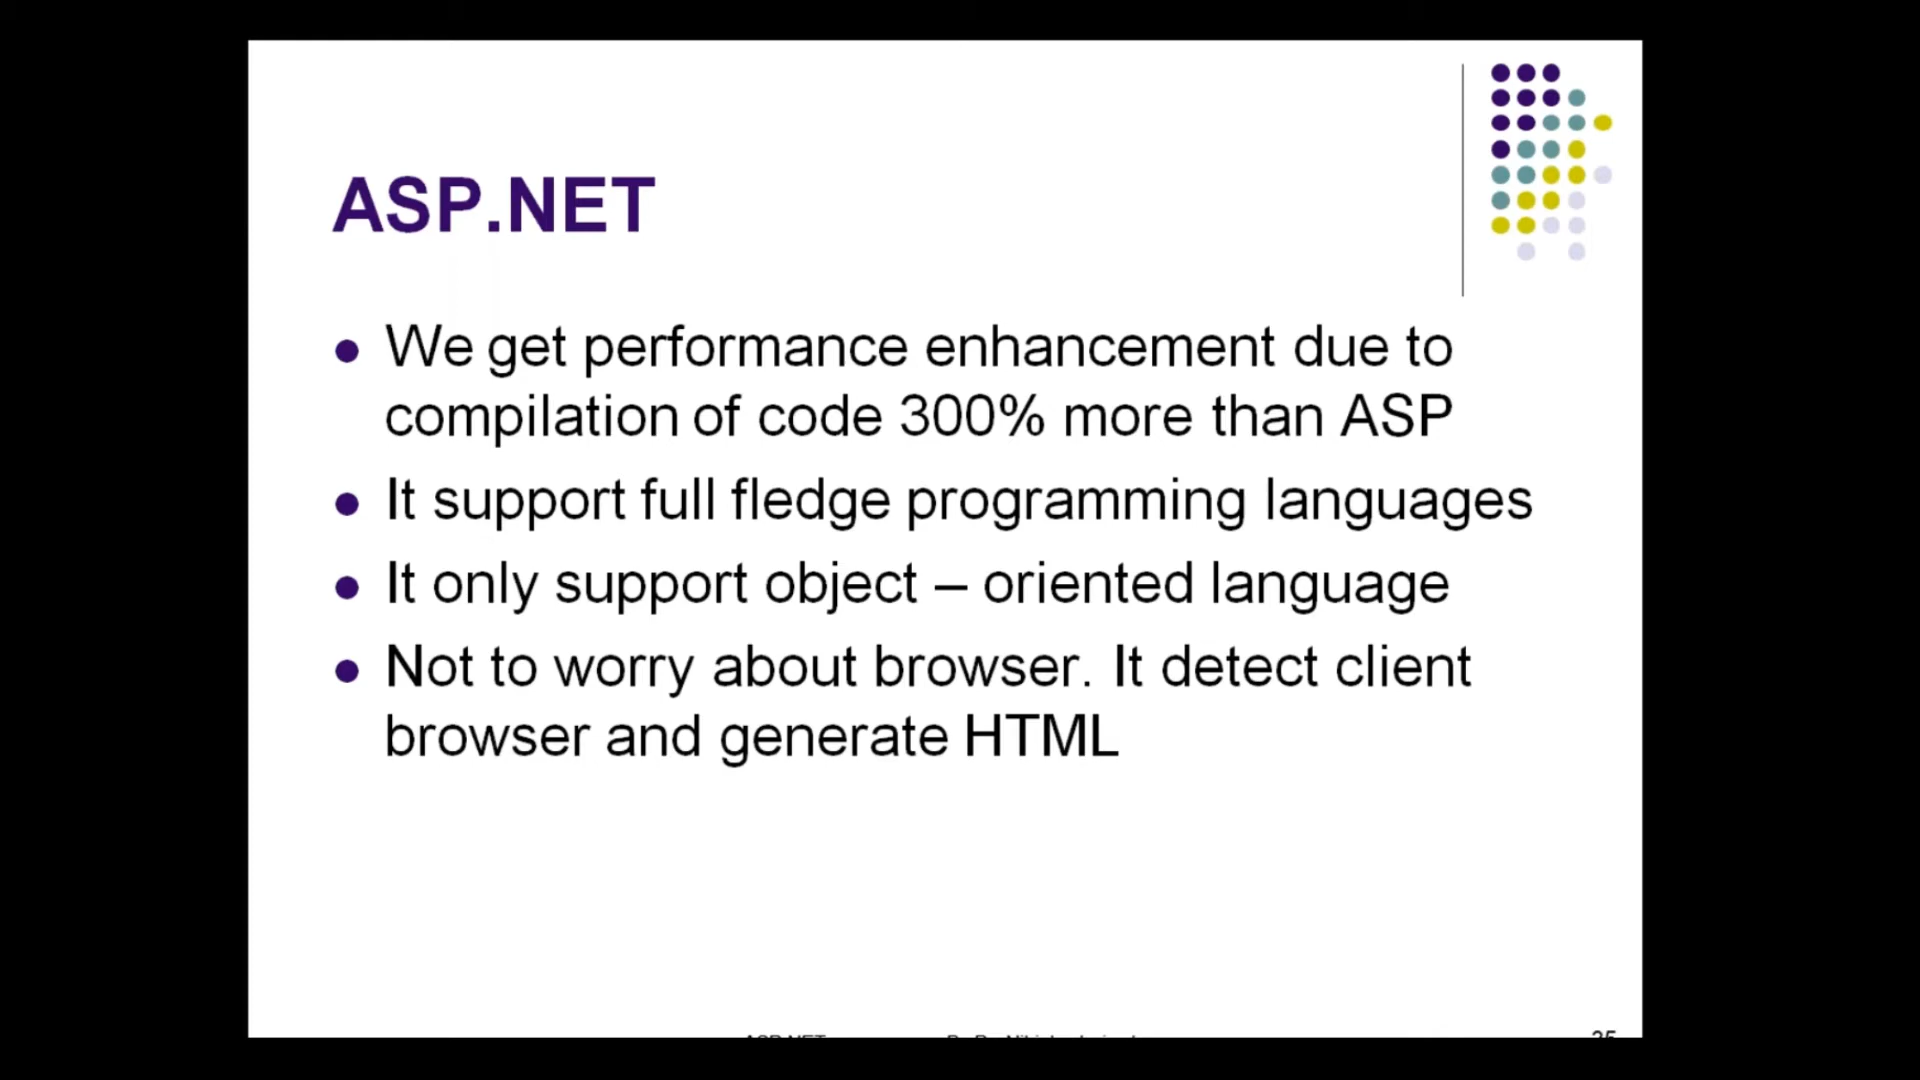 ASP.NET
● We get performance enhancement due to
compilation of code 300% more than ASP
● It support full fledge programming languages
● It only support object – oriented language
● Not to worry about browser. It detect client
browser and generate HTML
ASP.NET